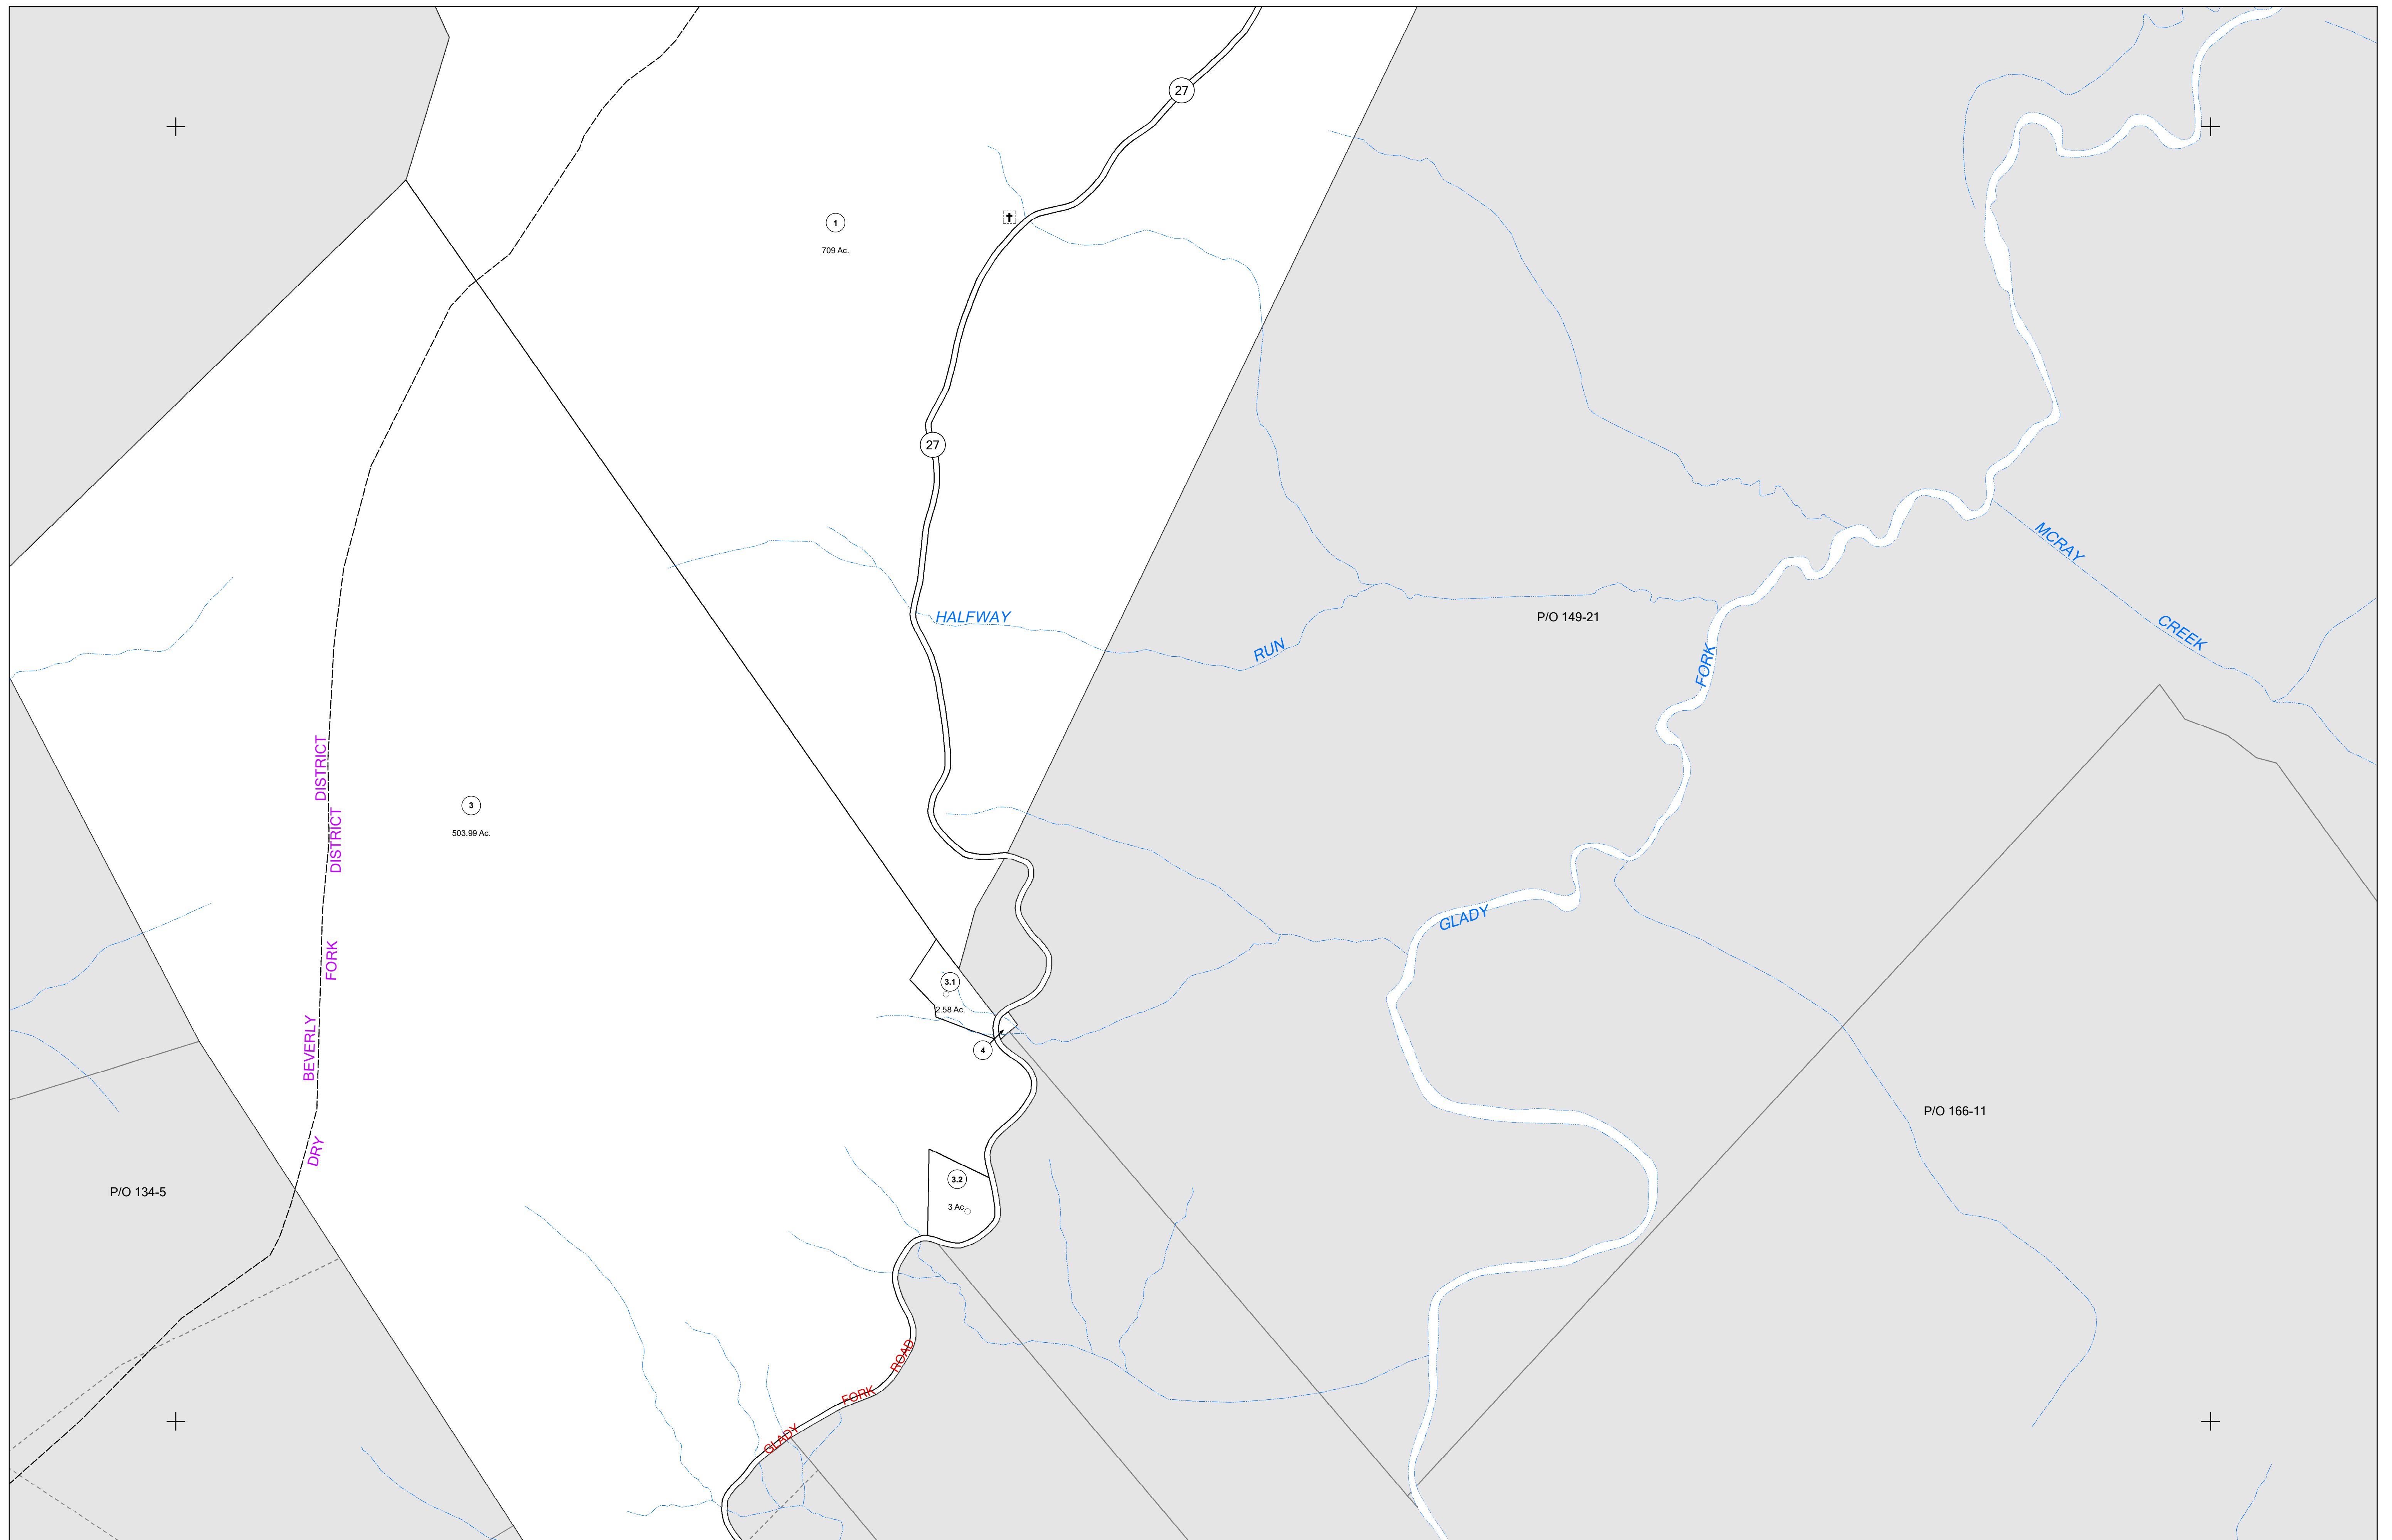 27
1
709 Ac.
27
HALFWAY
RUN
P/O 149-21
MCRAY
CREEK
FORK
GLADY
DISTRICT
DISTRICT
3
503.99 Ac.
FORK
BEVERLY
DRY
3.1
2.58 Ac.
4
P/O 166-11
3.2
3 Ac.
P/O 134-5
GLADY FORK ROAD